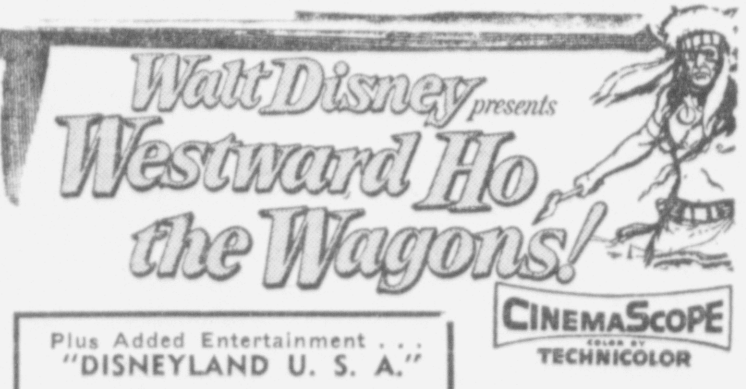 Walt Disney presents
Westward Ho
the Wagons!
CINEMASCOPE
COLOR BY
TECHNICOLOR
Plus Added Entertainment . . .
"DISNEYLAND U. S. A."